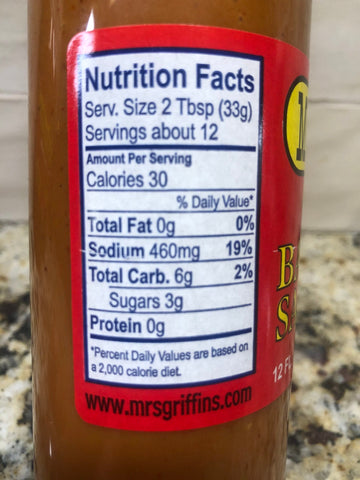 Nutrition Facts
Serv. Size 2 Tbsp (33g)
Servings about 12
Amount Per Serving
Calories 30
% Daily Value*
Total Fat 0g 0%
Sodium 460mg 19%
Total Carb. 6g 2%
Sugars 3g
Protein 0g
*Percent Daily Values are based on
a 2,000 calorie diet.
www.mrsgriffins.com
12 FL